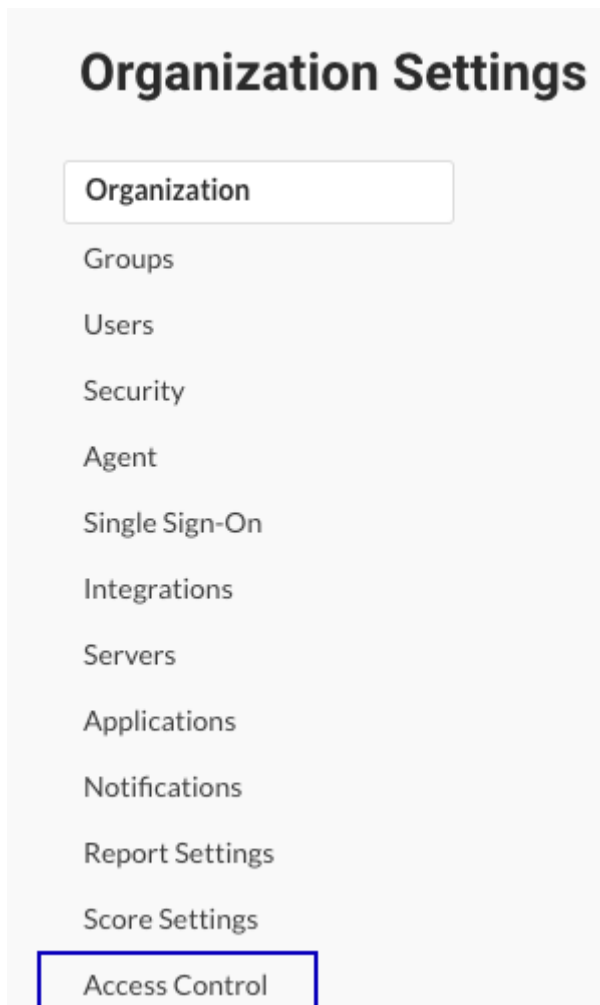 Organization Settings
Organization
Groups
Users
Security
Agent
Single Sign-On
Integrations
Servers
Applications
Notifications
Report Settings
Score Settings
Access Control